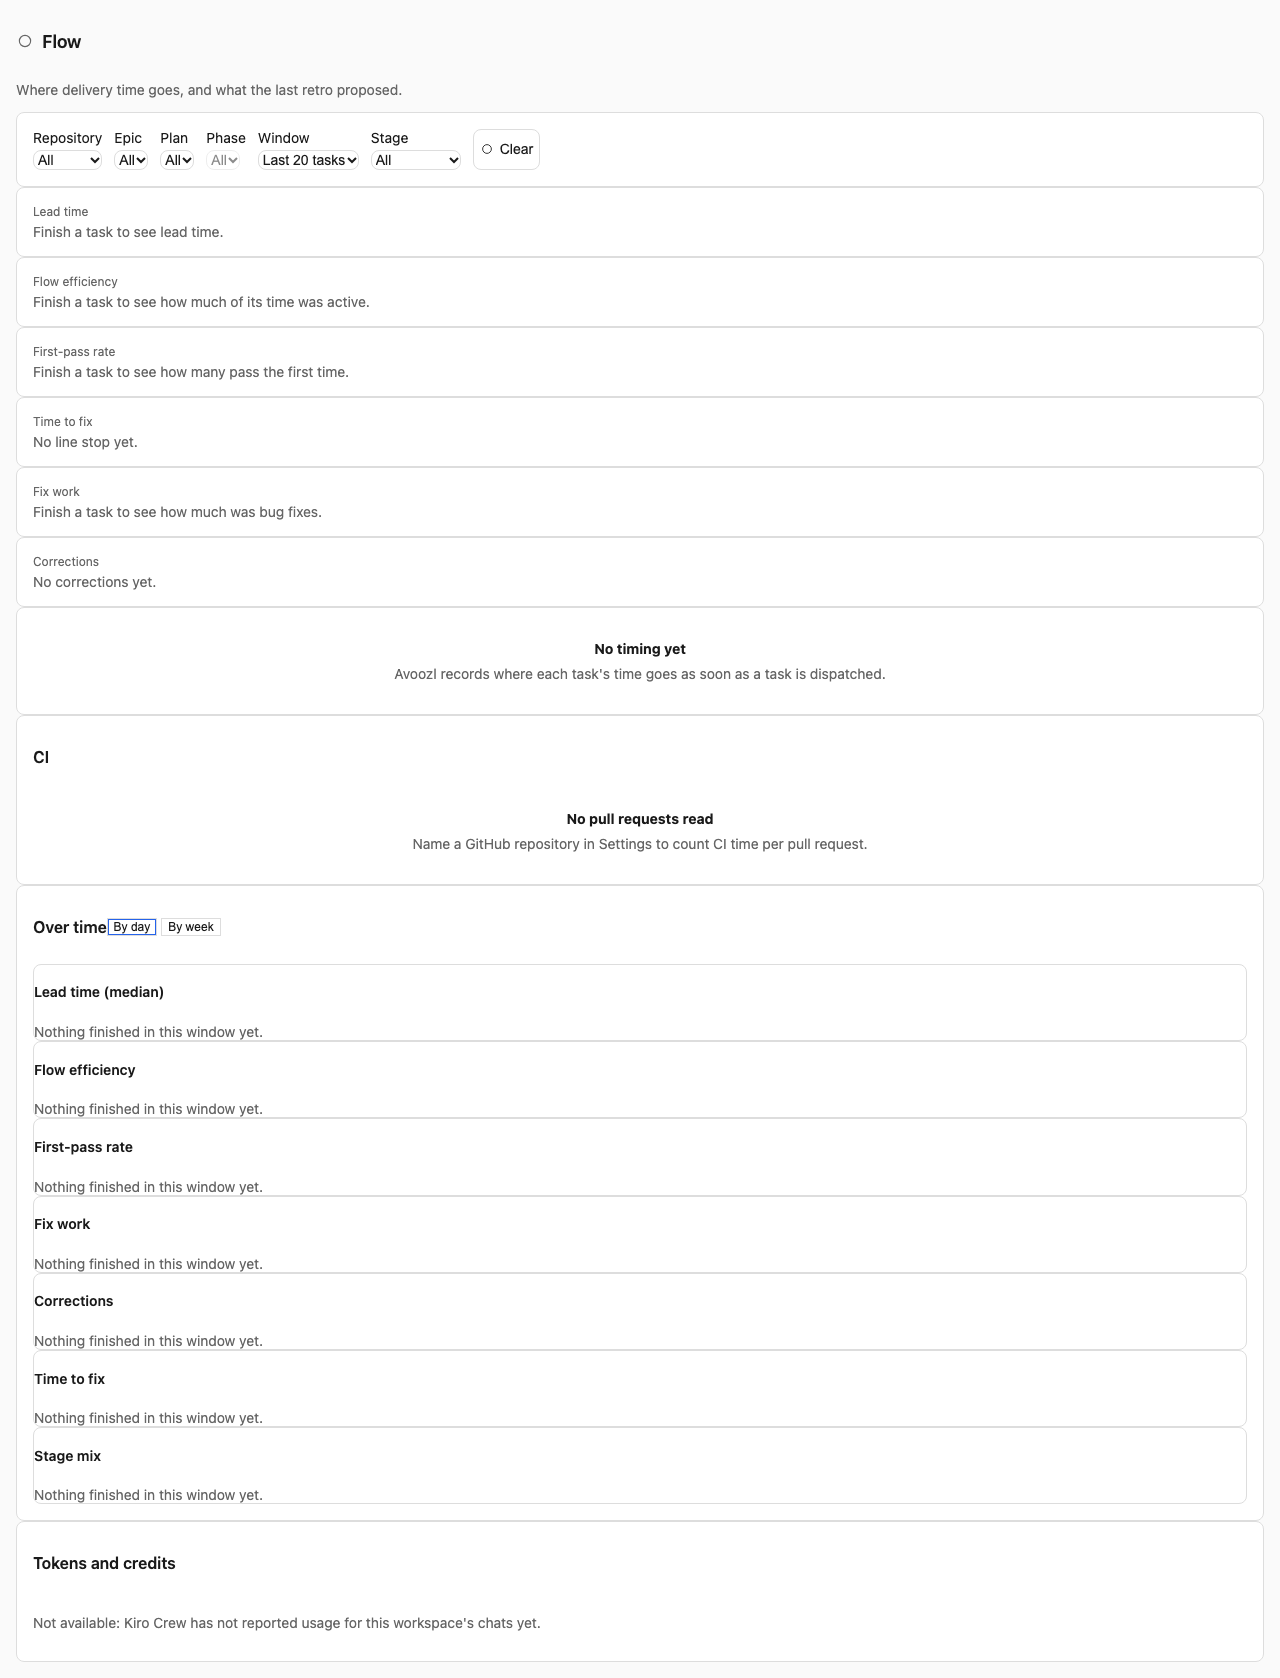 Flow
Where delivery time goes, and what the last retro proposed.
Repository Epic Plan Phase Window Stage
All All All All Last 20 tasks All Clear
Lead time
Finish a task to see lead time.
Flow efficiency
Finish a task to see how much of its time was active.
First-pass rate
Finish a task to see how many pass the first time.
Time to fix
No line stop yet.
Fix work
Finish a task to see how much was bug fixes.
Corrections
No corrections yet.
No timing yet
Avoozl records where each task's time goes as soon as a task is dispatched.
CI
No pull requests read
Name a GitHub repository in Settings to count CI time per pull request.
Over time By day By week
Lead time (median)
Nothing finished in this window yet.
Flow efficiency
Nothing finished in this window yet.
First-pass rate
Nothing finished in this window yet.
Fix work
Nothing finished in this window yet.
Corrections
Nothing finished in this window yet.
Time to fix
Nothing finished in this window yet.
Stage mix
Nothing finished in this window yet.
Tokens and credits
Not available: Kiro Crew has not reported usage for this workspace's chats yet.